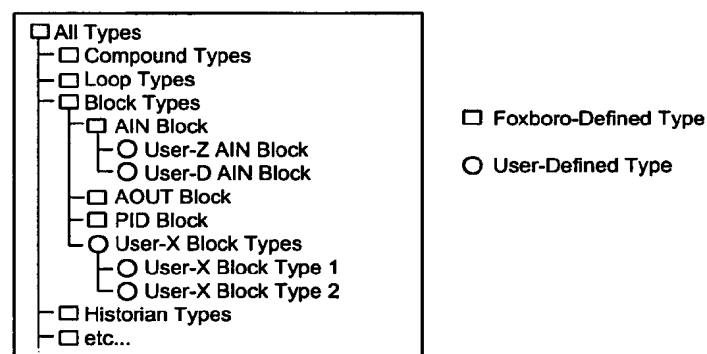 All Types
Compound Types
Loop Types
Block Types
AIN Block
User-Z AIN Block
User-D AIN Block
AOUT Block
PID Block
User-X Block Types
User-X Block Type 1
User-X Block Type 2
Historian Types
etc...
Foxboro-Defined Type
User-Defined Type